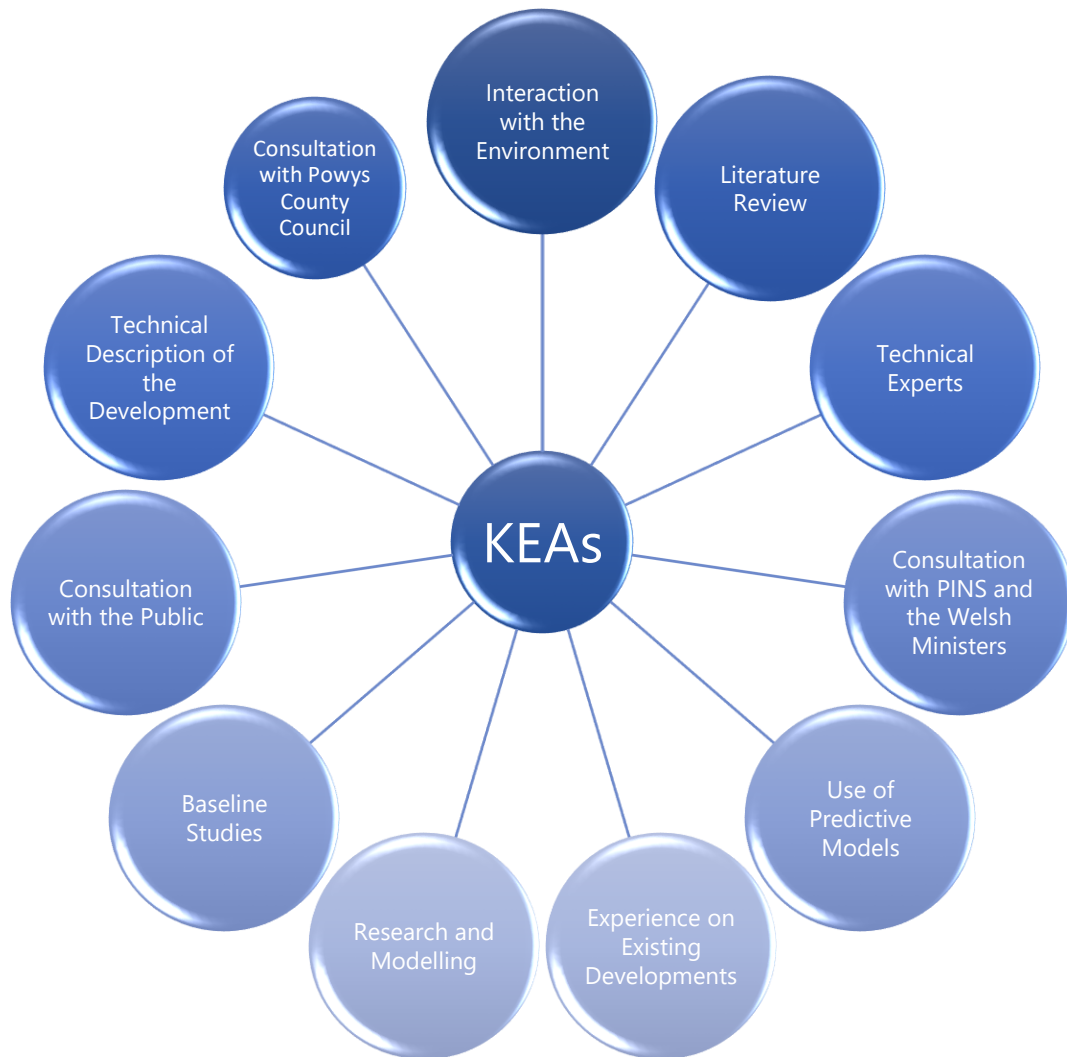 Interaction
with the
Environment
Literature
Review
Technical
Experts
Consultation
with PINS and
the Welsh
Ministers
Use of
Predictive
Models
Experience on
Existing
Developments
Research and
Modelling
Baseline
Studies
Consultation
with the Public
Technical
Description of
the
Development
Consultation
with Powys
County
Council
KEAs